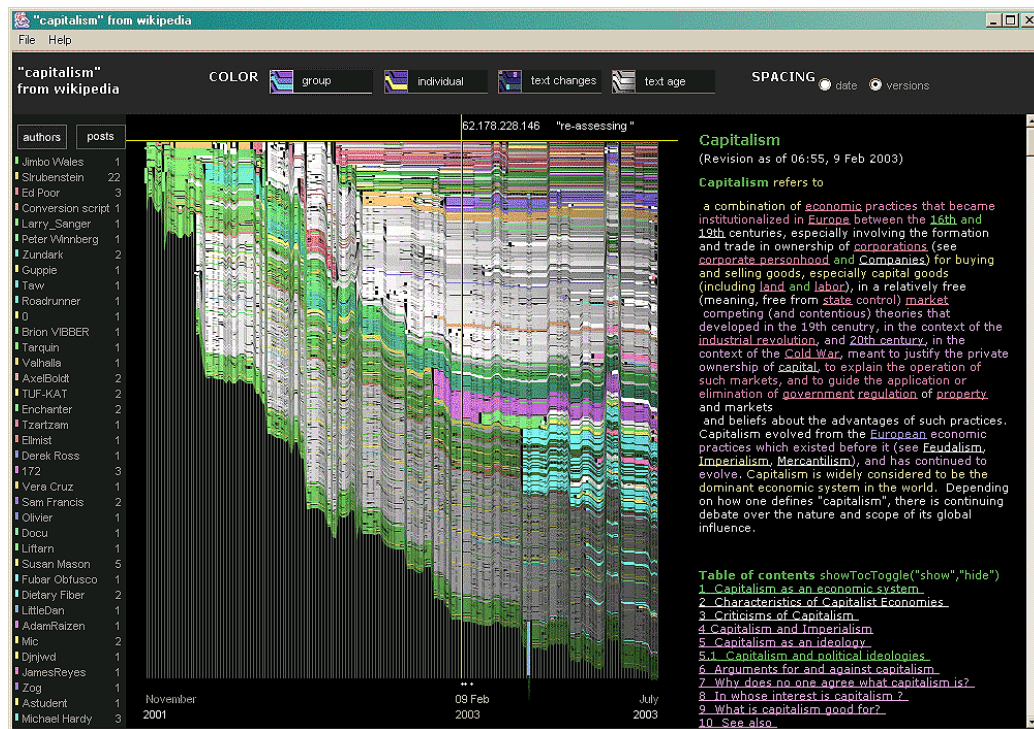 "capitalism" from wikipedia
File Help
"capitalism"
from wikipedia
COLOR group individual text changes text age
SPACING date versions
authors posts
62.178.228.146 "re-assessing "
Jimbo Wales 1
Slrubenstein 22
Ed Poor 3
Conversion script 1
Larry_Sanger 1
Peter Winnberg 1
Zundark 2
Guppie 1
Taw 1
Roadrunner 1
0 1
Brion VIBBER 1
Tarquin 1
Valhalla 1
AxelBoldt 2
TUF-KAT 2
Enchanter 2
Tzartzam 1
Ellmist 1
Derek Ross 1
172 3
Vera Cruz 1
Sam Francis 2
Olivier 1
Docu 1
Liftarn 1
Susan Mason 5
Fubar Obfusco 1
Dietary Fiber 2
LittleDan 1
AdamRaizen 1
Mic 2
Djnjwd 1
JamesReyes 1
Zog 1
Astudent 1
Michael Hardy 3
November
2001
09 Feb
2003
July
2003
Capitalism
(Revision as of 06:55, 9 Feb 2003)
Capitalism refers to
a combination of economic practices that became
institutionalized in Europe between the 16th and
19th centuries, especially involving the formation
and trade in ownership of corporations (see
corporate personhood and Companies) for buying
and selling goods, especially capital goods
(including land and labor), in a relatively free
(meaning, free from state control) market
competing (and contentious) theories that
developed in the 19th cenutry, in the context of the
industrial revolution, and 20th century, in the
context of the Cold War, meant to justify the private
ownership of capital, to explain the operation of
such markets, and to guide the application or
elimination of government regulation of property
and markets
and beliefs about the advantages of such practices.
Capitalism evolved from the European economic
practices which existed before it (see Feudalism,
Imperialism, Mercantilism), and has continued to
evolve. Capitalism is widely considered to be the
dominant economic system in the world. Depending
on how one defines "capitalism", there is continuing
debate over the nature and scope of its global
influence.
Table of contents showTocToggle("show","hide")
1 Capitalism as an economic system
2 Characteristics of Capitalist Economies
3 Criticisms of Capitalism
4 Capitalism and Imperialism
5 Capitalism as an ideology
5.1 Capitalism and political ideologies
6 Arguments for and against capitalism
7 Why does no one agree what capitalism is?
8 In whose interest is capitalism ?
9 What is capitalism good for?
10 See also